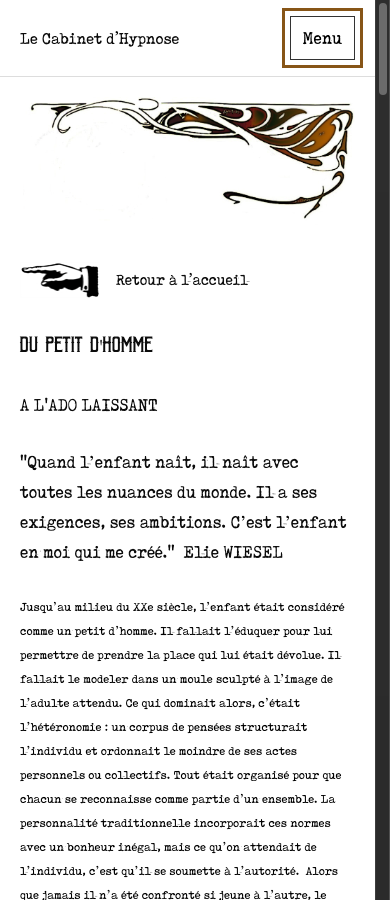 Le Cabinet d’Hypnose
Menu
Retour à l’accueil
DU PETIT D'HOMME
A L'ADO LAISSANT
"Quand l’enfant naît, il naît avec
toutes les nuances du monde. Il a ses
exigences, ses ambitions. C’est l’enfant
en moi qui me créé."  Elie WIESEL
Jusqu’au milieu du XXe siècle, l’enfant était considéré
comme un petit d’homme. Il fallait l’éduquer pour lui
permettre de prendre la place qui lui était dévolue. Il
fallait le modeler dans un moule sculpté à l’image de
l’adulte attendu. Ce qui dominait alors, c’était
l’hétéronomie : un corpus de pensées structurait
l’individu et ordonnait le moindre de ses actes
personnels ou collectifs. Tout était organisé pour que
chacun se reconnaisse comme partie d’un ensemble. La
personnalité traditionnelle incorporait ces normes
avec un bonheur inégal, mais ce qu’on attendait de
l’individu, c’est qu’il se soumette à l’autorité.  Alors
que jamais il n’a été confronté si jeune à l’autre, le